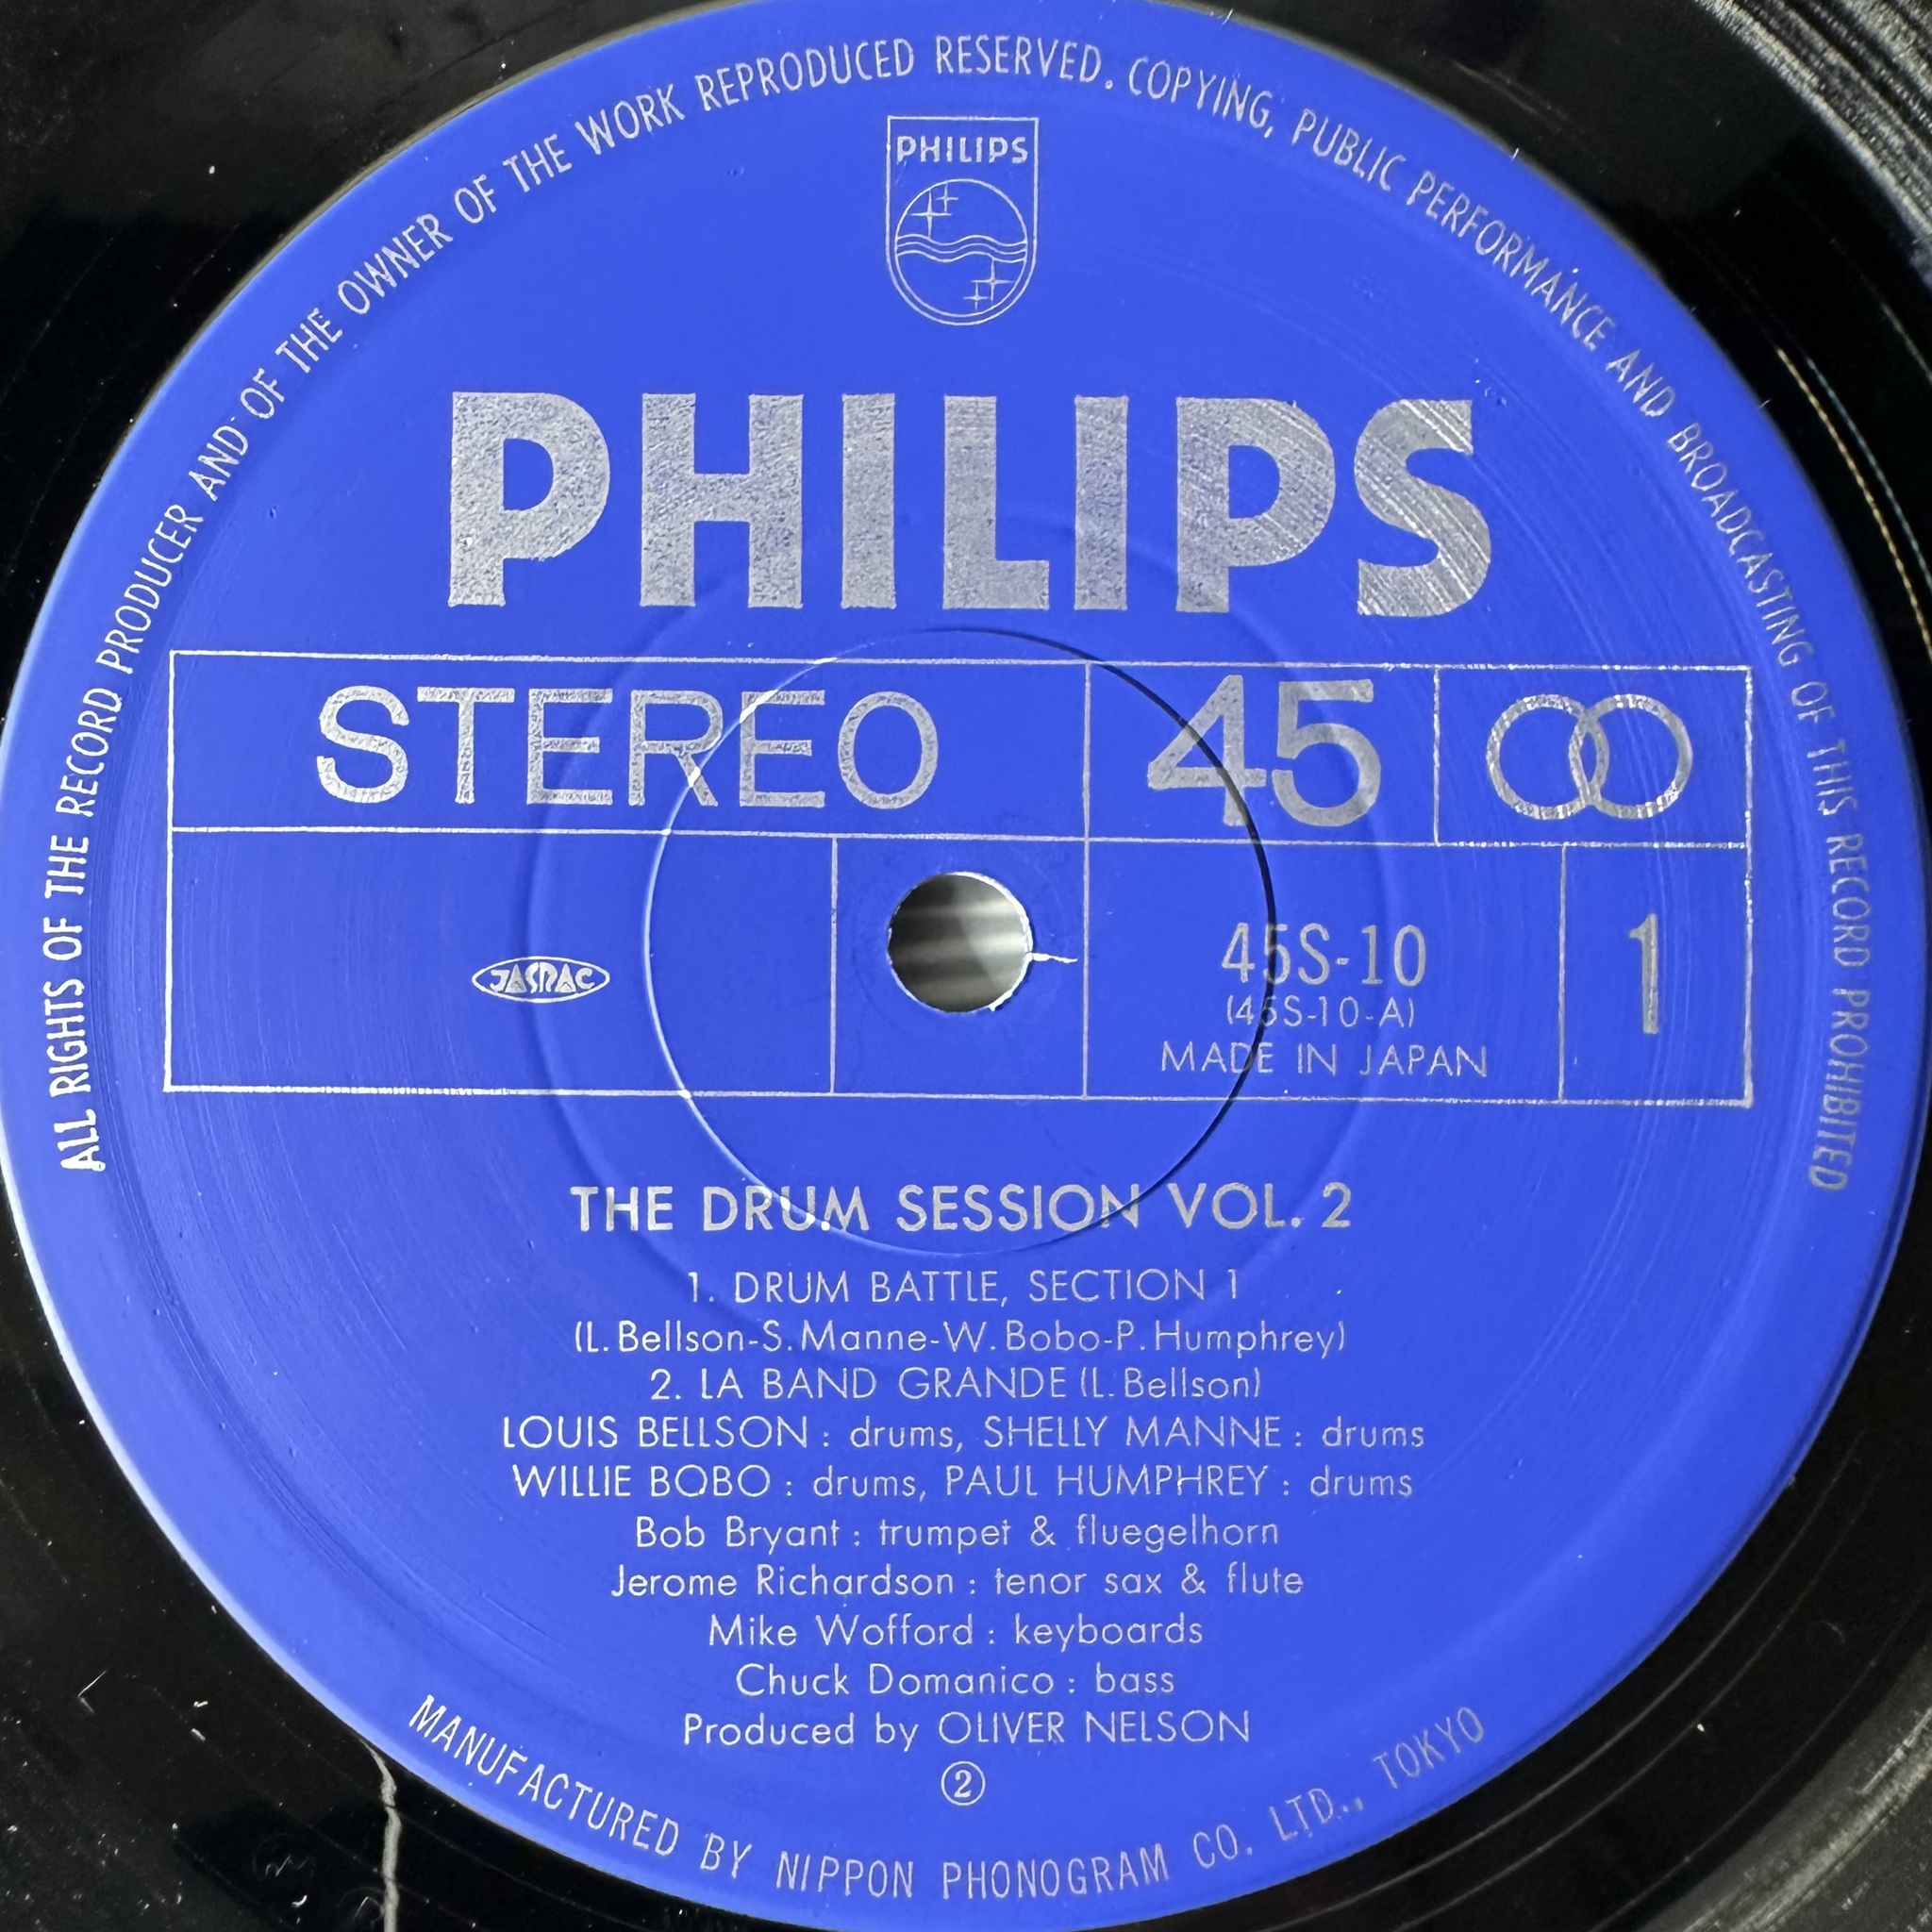 ALL RIGHTS OF THE RECORD PRODUCER AND OF THE OWNER OF THE WORK REPRODUCED RESERVED. COPYING, PUBLIC PERFORMANCE AND BROADCASTING OF THIS RECORD PROHIBITED
PHILIPS
PHILIPS
STEREO 45
JASRAC
45S-10
(45S-10-A)
MADE IN JAPAN
1
THE DRUM SESSION VOL. 2
1. DRUM BATTLE, SECTION 1
(L. Bellson-S. Manne-W. Bobo-P. Humphrey)
2. LA BAND GRANDE (L. Bellson)
LOUIS BELLSON : drums, SHELLY MANNE : drums
WILLIE BOBO : drums, PAUL HUMPHREY : drums
Bob Bryant : trumpet & fluegelhorn
Jerome Richardson : tenor sax & flute
Mike Wofford : keyboards
Chuck Domanico : bass
Produced by OLIVER NELSON
②
MANUFACTURED BY NIPPON PHONOGRAM CO. LTD., TOKYO